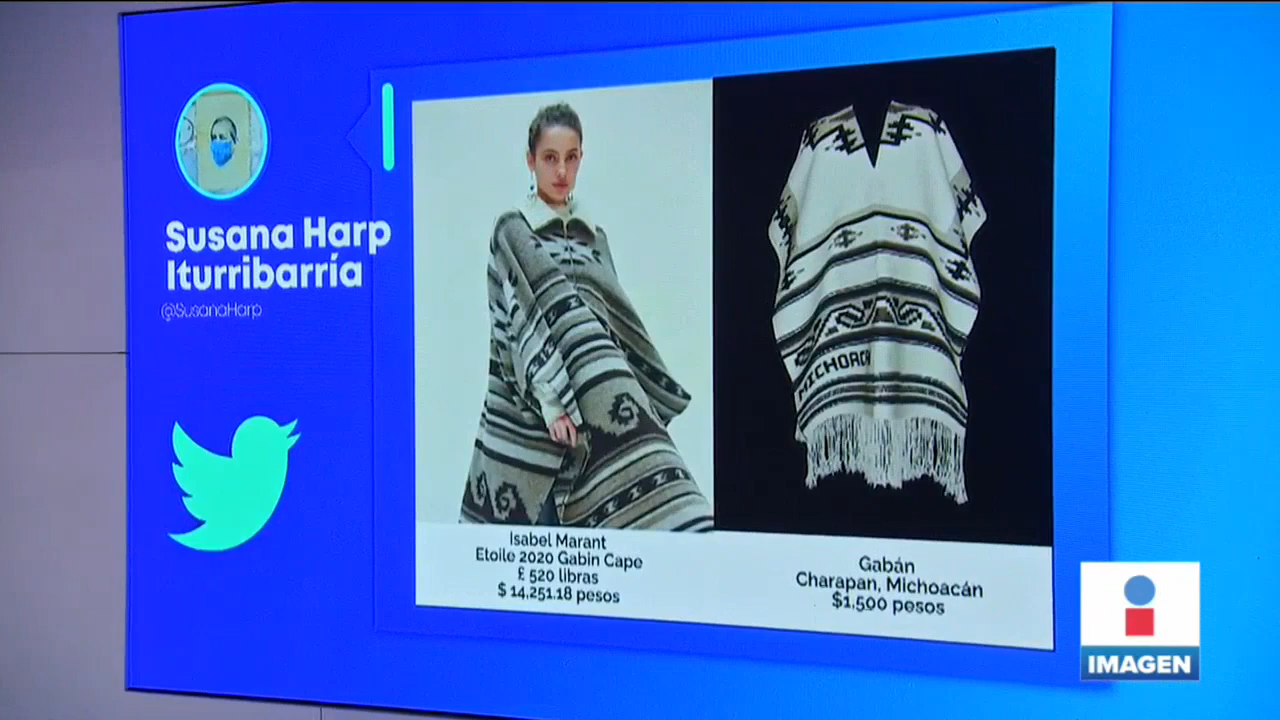 Susana Harp
Iturribarría
@SusanaHarp
MICHOACA
Isabel Marant
Etoile 2020 Gabin Cape
£ 520 libras
$ 14,251.18 pesos
Gabán
Charapan, Michoacán
$1,500 pesos
IMAGEN